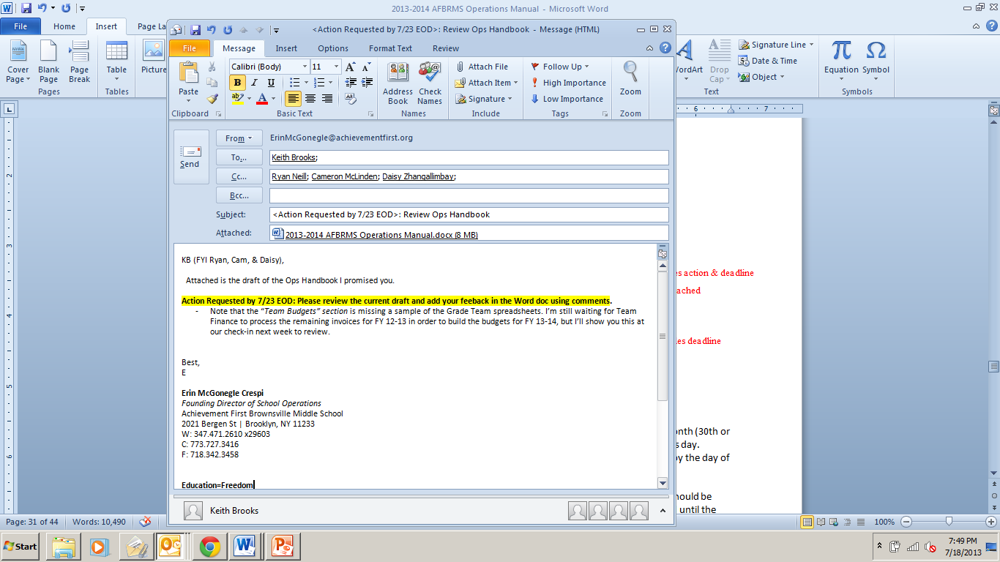 2013-2014 AFBRMS Operations Manual - Microsoft Word
File Home Insert Page La
Cover Page Blank Page Page Break
Pages
Table
Tables
Picture
<Action Requested by 7/23 EOD>: Review Ops Handbook - Message (HTML)
File Message Insert Options Format Text Review
Paste
Clipboard
Calibri (Body) 11
B I U
Basic Text
Address Book Check Names
Names
Attach File
Attach Item
Signature
Include
Follow Up
High Importance
Low Importance
Tags
Zoom
Zoom
WordArt Drop Cap
Signature Line
Date & Time
Object
Text
Equation Symbol
Symbols
Send
From ErinMcGonegle@achievementfirst.org
To... Keith Brooks;
Cc... Ryan Neill; Cameron McLinden; Daisy Zhangallimbay;
Bcc...
Subject: <Action Requested by 7/23 EOD>: Review Ops Handbook
Attached: 2013-2014 AFBRMS Operations Manual.docx (8 MB)
KB (FYI Ryan, Cam, & Daisy),
Attached is the draft of the Ops Handbook I promised you.
Action Requested by 7/23 EOD: Please review the current draft and add your feeback in the Word doc using comments.
- Note that the “Team Budgets” section is missing a sample of the Grade Team spreadsheets. I’m still waiting for Team
Finance to process the remaining invoices for FY 12-13 in order to build the budgets for FY 13-14, but I’ll show you this at
our check-in next week to review.
Best,
E
Erin McGonegle Crespi
Founding Director of School Operations
Achievement First Brownsville Middle School
2021 Bergen St | Brooklyn, NY 11233
W: 347.471.2610 x29603
C: 773.727.3416
F: 718.342.3458
Education=Freedom
Keith Brooks
es action & deadline
ached
es deadline
onth (30th or
s day.
by the day of
hould be
until the
6 7
2
3
4
5
6
Page: 31 of 44 Words: 10,490
100%
Start
7:49 PM
7/18/2013